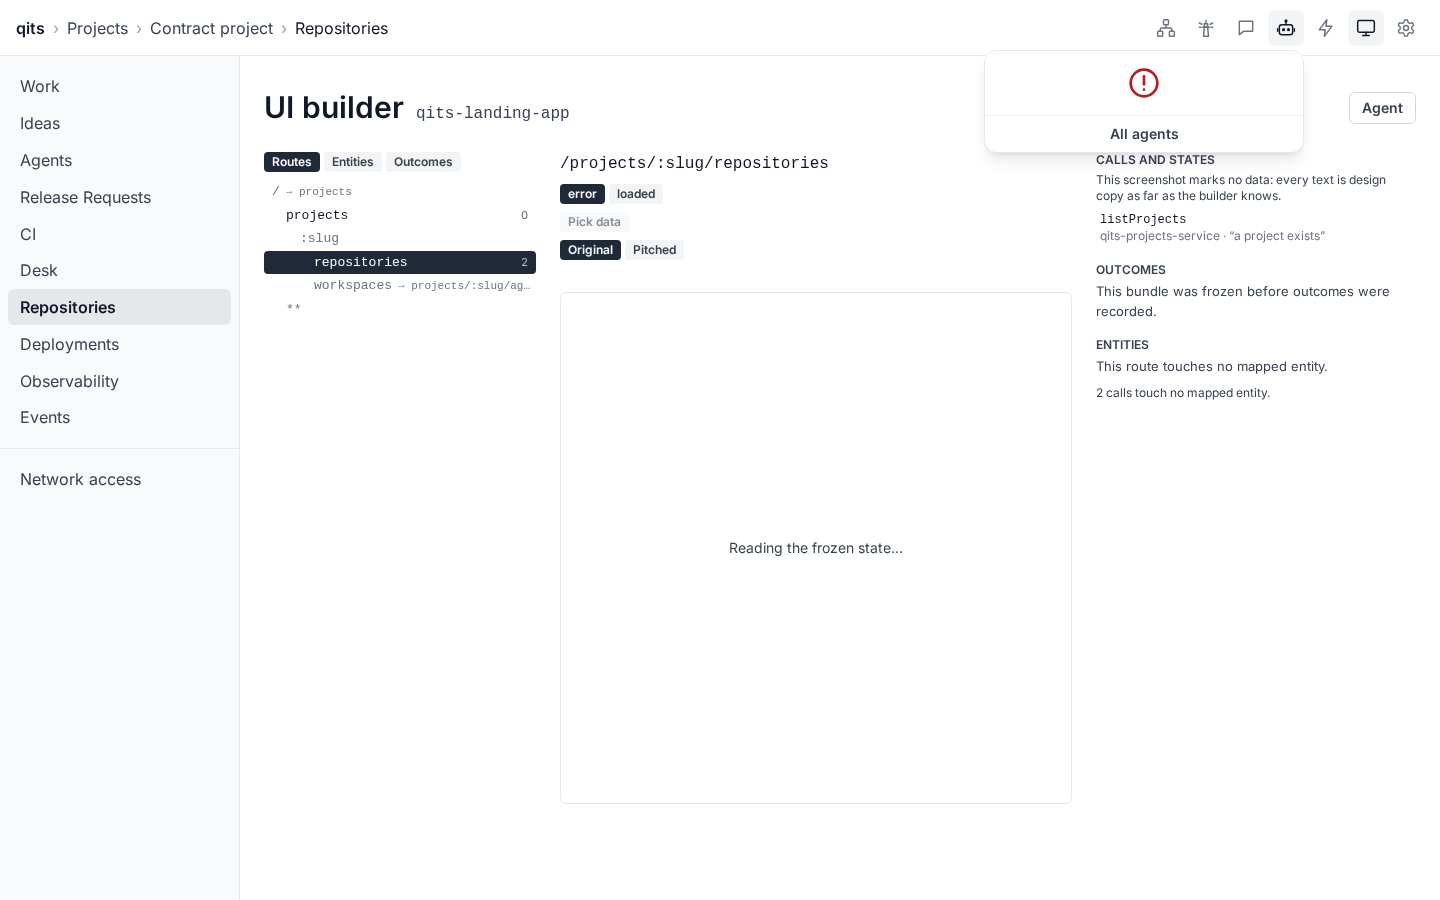 qits › Projects › Contract project › Repositories
Work
Ideas
Agents
Release Requests
CI
Desk
Repositories
Deployments
Observability
Events
Network access
All agents
UI builder qits-landing-app
Agent
Routes Entities Outcomes
/ → projects
projects 0
:slug
repositories 2
workspaces → projects/:slug/ag…
**
/projects/:slug/repositories
error loaded
Pick data
Original Pitched
Reading the frozen state…
CALLS AND STATES
This screenshot marks no data: every text is design
copy as far as the builder knows.
listProjects
qits-projects-service · “a project exists”
OUTCOMES
This bundle was frozen before outcomes were
recorded.
ENTITIES
This route touches no mapped entity.
2 calls touch no mapped entity.